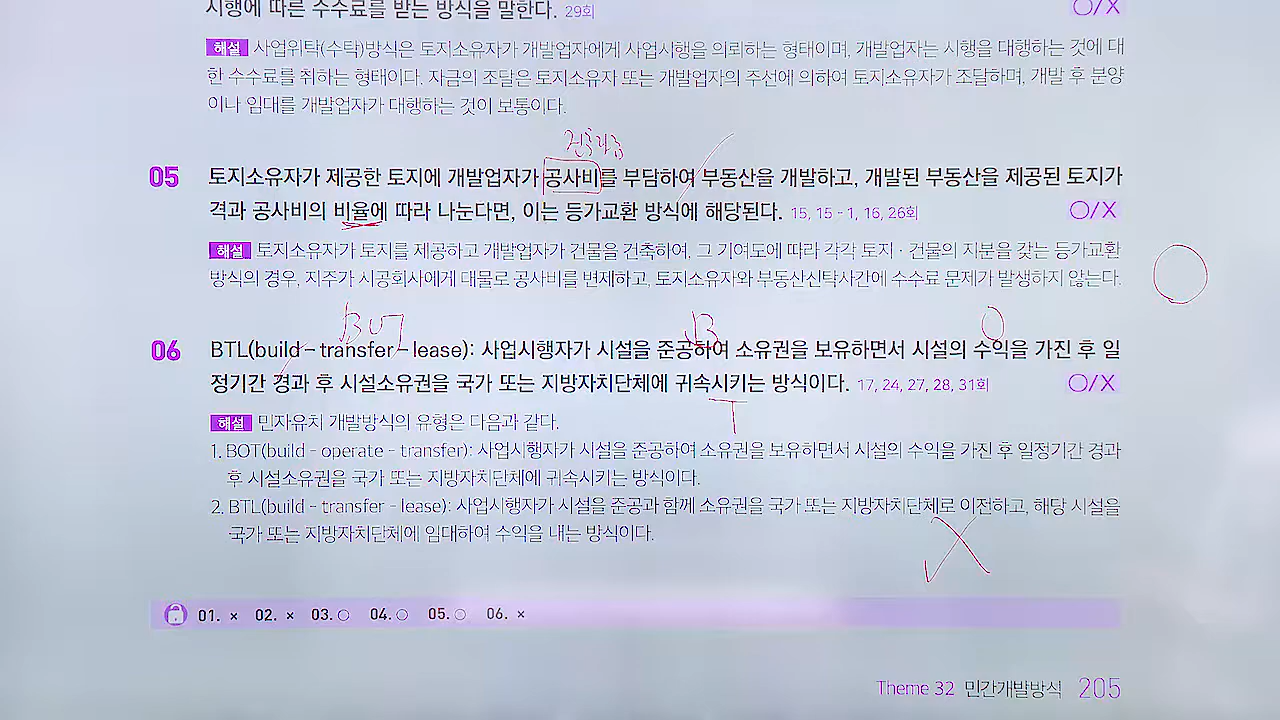 시행에 따른 수수료를 받는 방식을 말한다. 29회 O/X
해설 사업위탁(수탁)방식은 토지소유자가 개발업자에게 사업시행을 의뢰하는 형태이며, 개발업자는 시행을 대행하는 것에 대
한 수수료를 취하는 형태이다. 자금의 조달은 토지소유자 또는 개발업자의 주선에 의하여 토지소유자가 조달하며, 개발 후 분양
이나 임대를 개발업자가 대행하는 것이 보통이다.
05 토지소유자가 제공한 토지에 개발업자가 공사비를 부담하여 부동산을 개발하고, 개발된 부동산을 제공된 토지가
격과 공사비의 비율에 따라 나눈다면, 이는 등가교환 방식에 해당된다. 15, 15-1, 16, 26회 O/X
해설 토지소유자가 토지를 제공하고 개발업자가 건물을 건축하여, 그 기여도에 따라 각각 토지·건물의 지분을 갖는 등가교환
방식의 경우, 지주가 시공회사에게 대물로 공사비를 변제하고, 토지소유자와 부동산신탁사간에 수수료 문제가 발생하지 않는다.
BOT B O
06 BTL(build-transfer-lease): 사업시행자가 시설을 준공하여 소유권을 보유하면서 시설의 수익을 가진 후 일
정기간 경과 후 시설소유권을 국가 또는 지방자치단체에 귀속시키는 방식이다. 17, 24, 27, 28, 31회 O/X
T
해설 민자유치 개발방식의 유형은 다음과 같다.
1. BOT(build-operate-transfer): 사업시행자가 시설을 준공하여 소유권을 보유하면서 시설의 수익을 가진 후 일정기간 경과
후 시설소유권을 국가 또는 지방자치단체에 귀속시키는 방식이다.
2. BTL(build-transfer-lease): 사업시행자가 시설을 준공과 함께 소유권을 국가 또는 지방자치단체로 이전하고, 해당 시설을
국가 또는 지방자치단체에 임대하여 수익을 내는 방식이다.
01. × 02. × 03. ○ 04. ○ 05. ○ 06. ×
Theme 32 민간개발방식 205